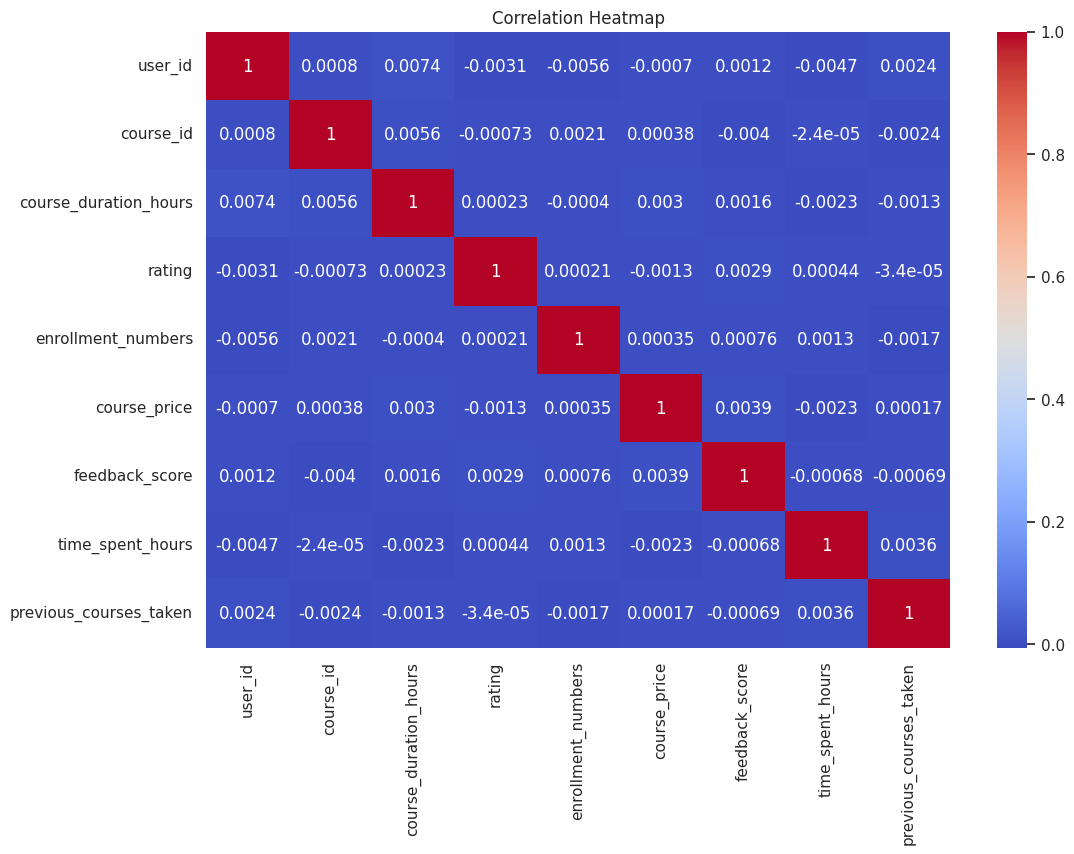 Correlation Heatmap
user_id 1 0.0008 0.0074 -0.0031 -0.0056 -0.0007 0.0012 -0.0047 0.0024
course_id 0.0008 1 0.0056 -0.00073 0.0021 0.00038 -0.004 -2.4e-05 -0.0024
course_duration_hours 0.0074 0.0056 1 0.00023 -0.0004 0.003 0.0016 -0.0023 -0.0013
rating -0.0031 -0.00073 0.00023 1 0.00021 -0.0013 0.0029 0.00044 -3.4e-05
enrollment_numbers -0.0056 0.0021 -0.0004 0.00021 1 0.00035 0.00076 0.0013 -0.0017
course_price -0.0007 0.00038 0.003 -0.0013 0.00035 1 0.0039 -0.0023 0.00017
feedback_score 0.0012 -0.004 0.0016 0.0029 0.00076 0.0039 1 -0.00068 -0.00069
time_spent_hours -0.0047 -2.4e-05 -0.0023 0.00044 0.0013 -0.0023 -0.00068 1 0.0036
previous_courses_taken 0.0024 -0.0024 -0.0013 -3.4e-05 -0.0017 0.00017 -0.00069 0.0036 1
user_id
course_id
course_duration_hours
rating
enrollment_numbers
course_price
feedback_score
time_spent_hours
previous_courses_taken
1.0
0.8
0.6
0.4
0.2
0.0